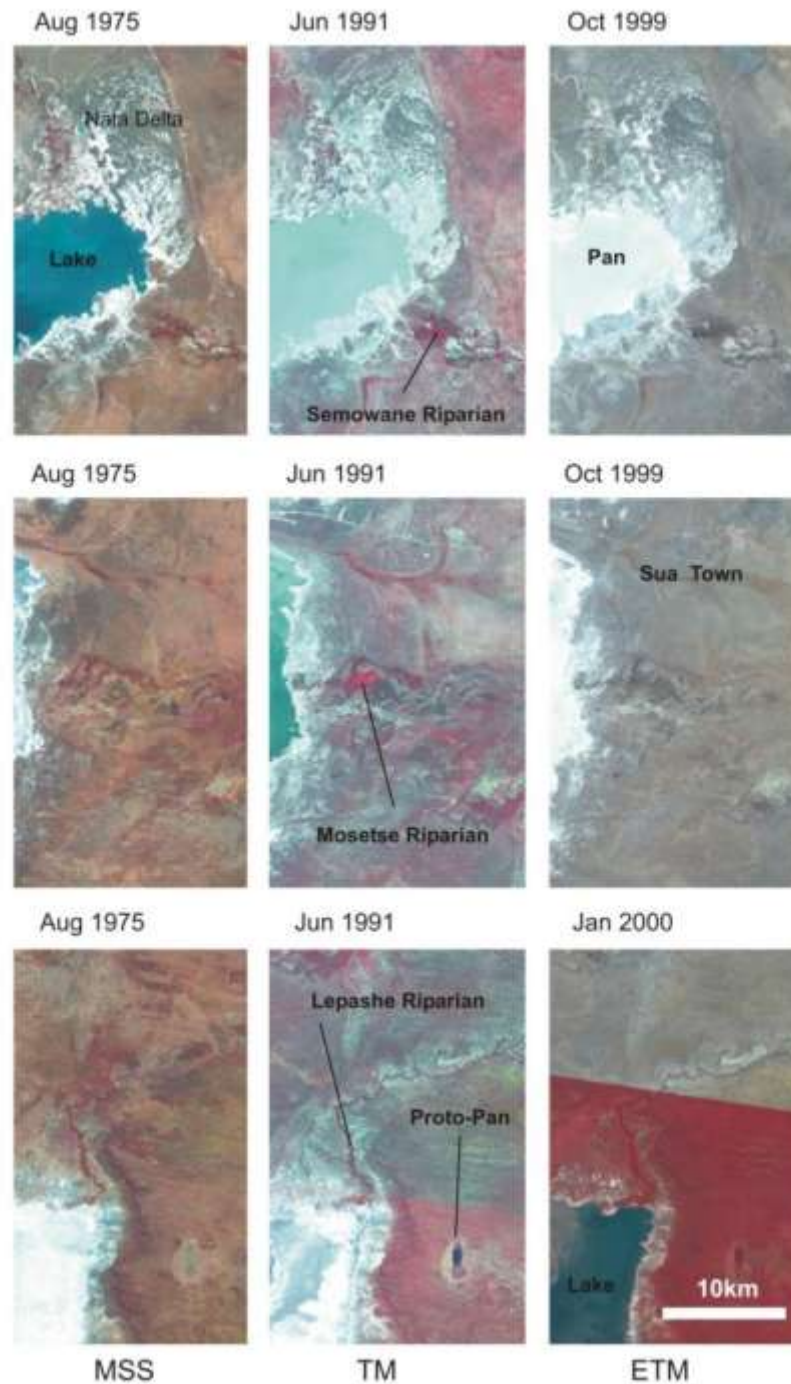 Aug 1975
Jun 1991
Oct 1999
Nata Delta
Lake
Pan
Semowane Riparian
Aug 1975
Jun 1991
Oct 1999
Sua Town
Mosetse Riparian
Aug 1975
Jun 1991
Jan 2000
Lepashe Riparian
Proto-Pan
Lake
10km
MSS
TM
ETM